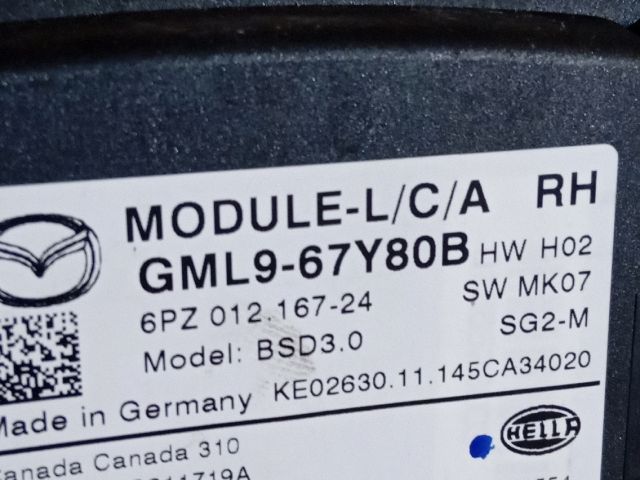 MODULE-L/C/A RH
GML9-67Y80B HW H02
6PZ 012.167-24 SW MK07
Model: BSD3.0 SG2-M
Made in Germany KE02630.11.145CA34020
HELLA
Canada Canada 310